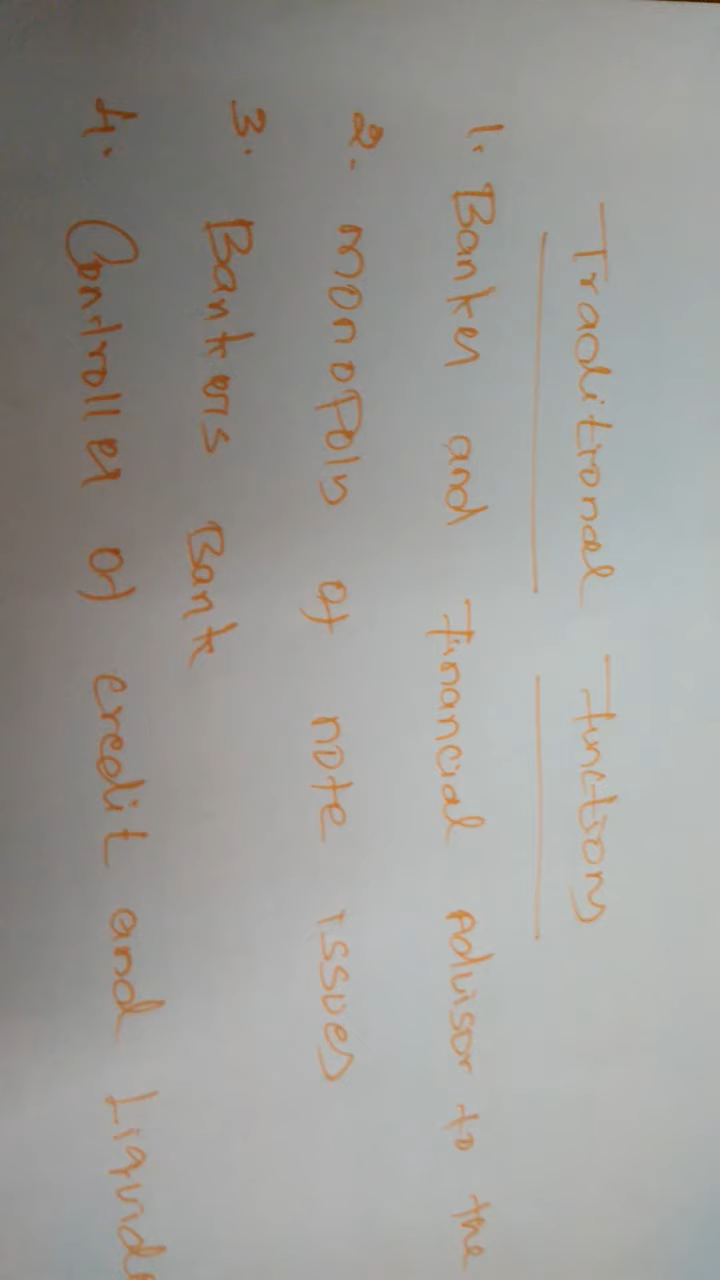 Traditional Functions
1. Banker and Financial Advisor to the
2. monopoly of note issues
3. Bankers Bank
4. Controller of credit and Liquid